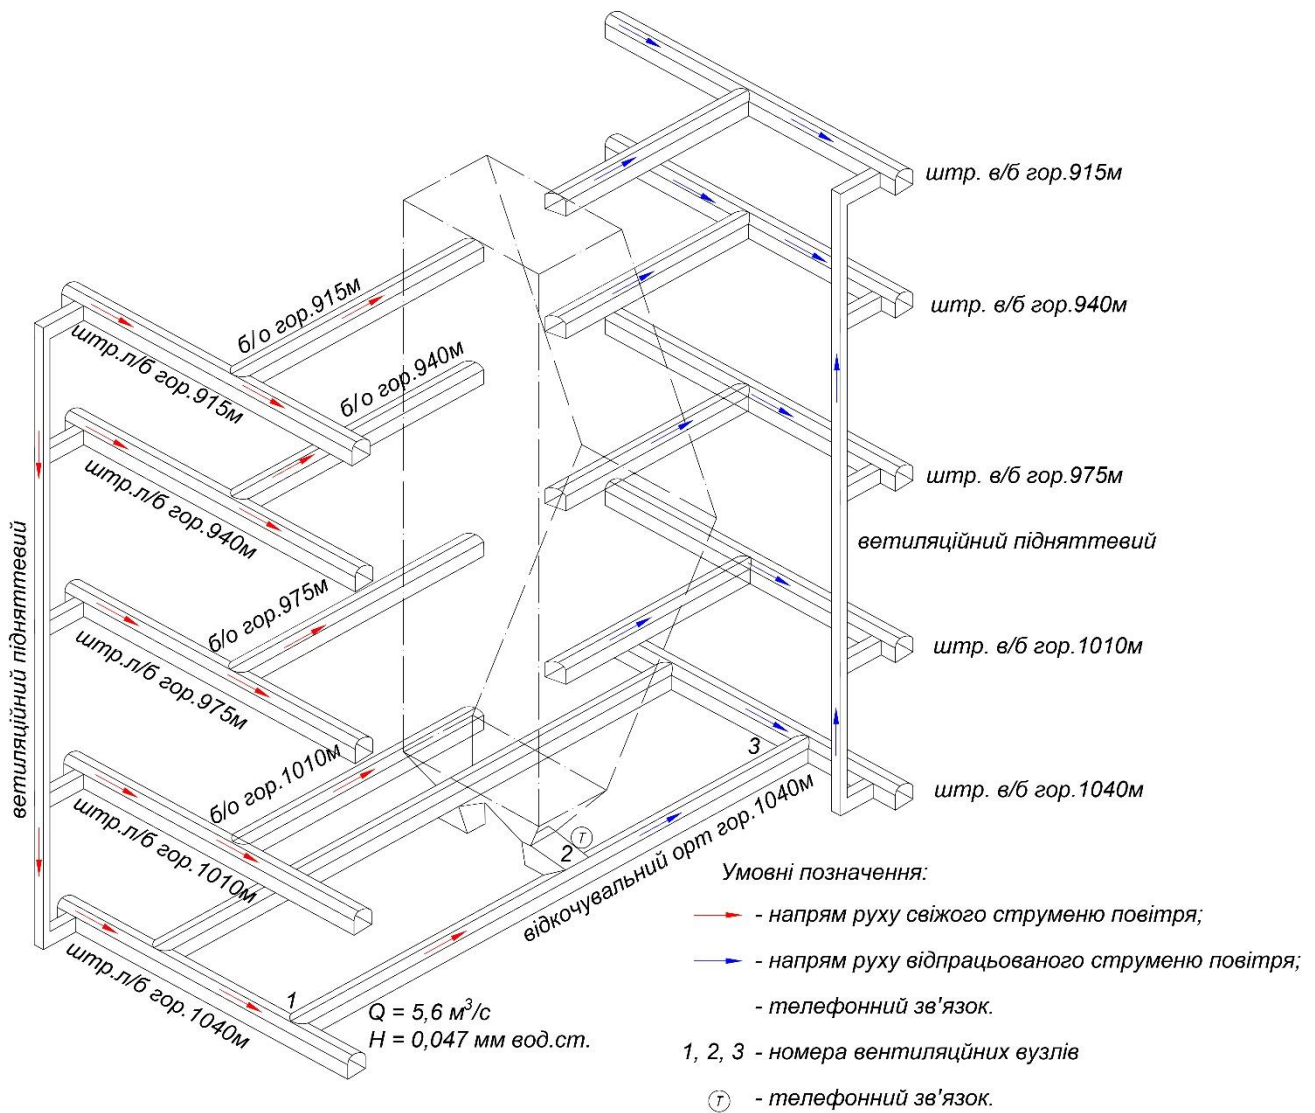 штр. в/б гор.915м
штр. в/б гор.940м
штр. в/б гор.975м
ветиляційний підняттевий
штр. в/б гор.1010м
штр. в/б гор.1040м
б/о гор.915м
штр.л/б гор.915м
б/о гор.940м
штр.л/б гор.940м
б/о гор.975м
штр.л/б гор.975м
б/о гор.1010м
штр.л/б гор.1010м
штр.л/б гор.1040м
ветиляційний підняттевий
1
2
Т
3
відкочувальний орт гор.1040м
Q = 5,6 м³/с
Н = 0,047 мм вод.ст.
Умовні позначення:
- напрям руху свіжого струменю повітря;
- напрям руху відпрацьованого струменю повітря;
- телефонний зв'язок.
1, 2, 3 - номера вентиляцйних вузлів
Т - телефонний зв'язок.